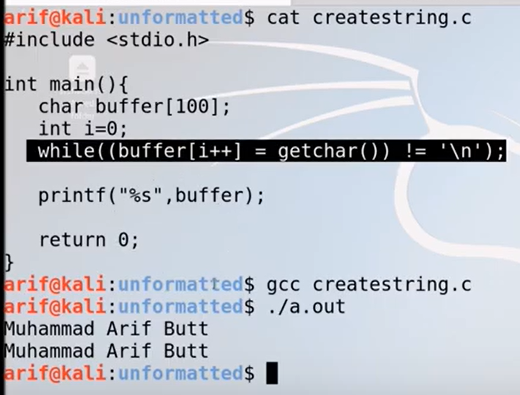 arif@kali:unformatted$ cat createstring.c
#include <stdio.h>
int main(){
char buffer[100];
int i=0;
while((buffer[i++] = getchar()) != '\n');
printf("%s",buffer);
return 0;
}
arif@kali:unformatted$ gcc createstring.c
arif@kali:unformatted$ ./a.out
Muhammad Arif Butt
Muhammad Arif Butt
arif@kali:unformatted$